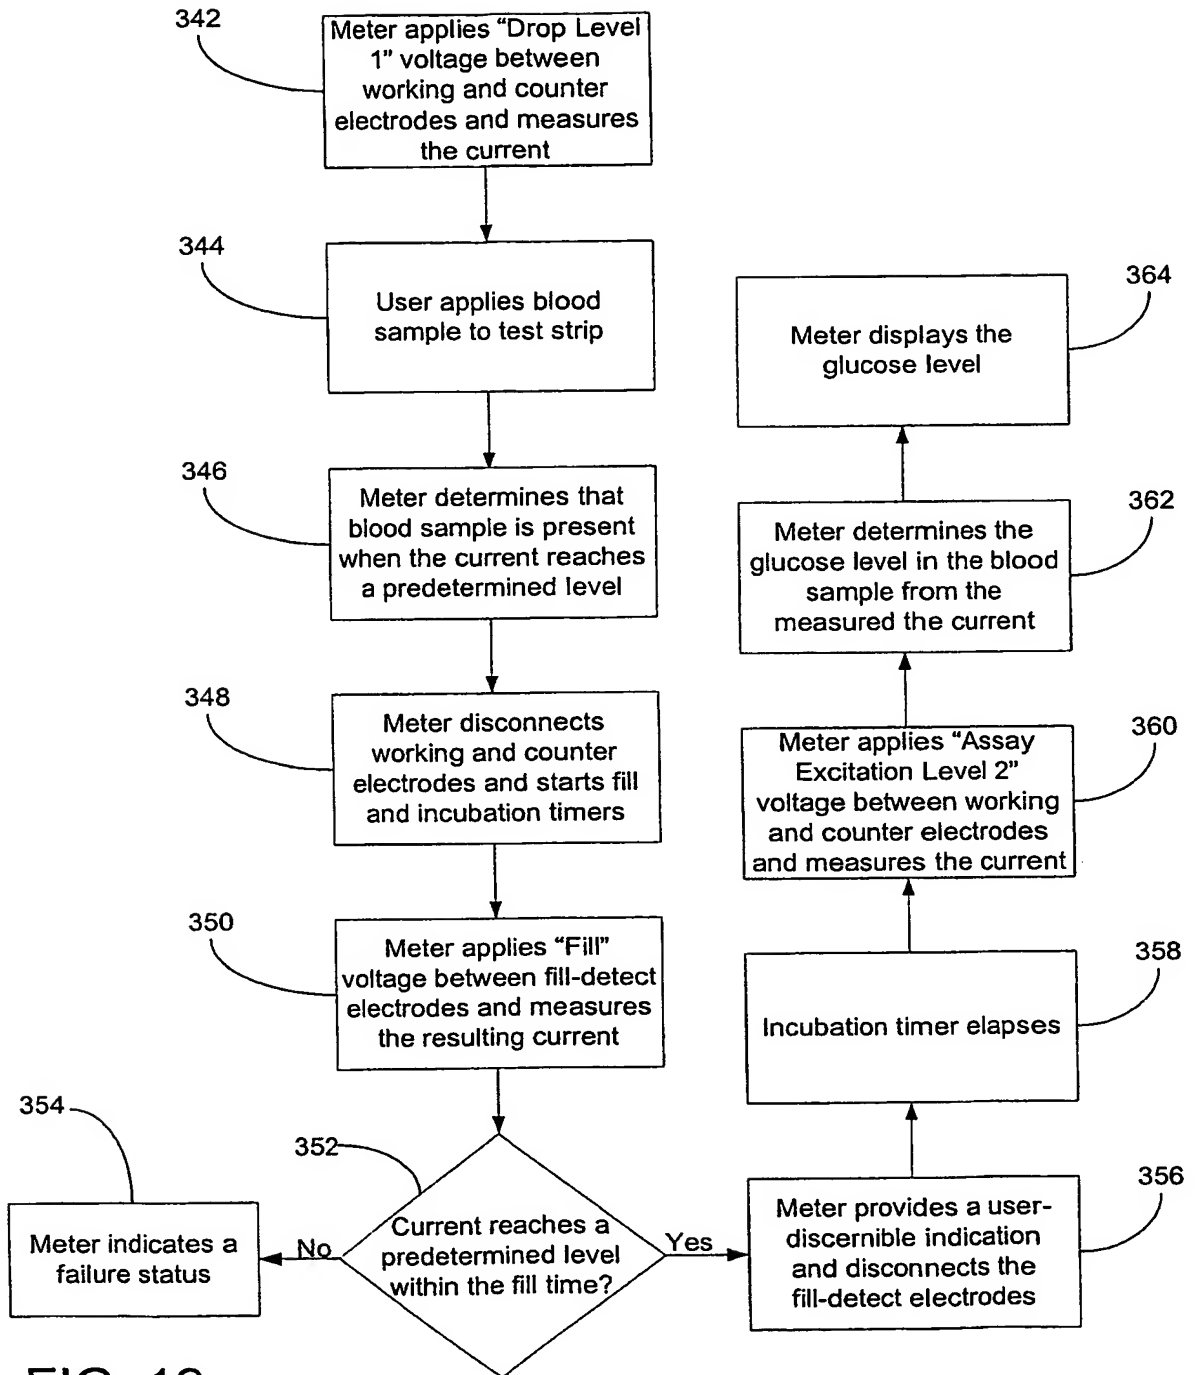 342
Meter applies “Drop Level
1” voltage between
working and counter
electrodes and measures
the current
344
User applies blood
sample to test strip
346
Meter determines that
blood sample is present
when the current reaches
a predetermined level
348
Meter disconnects
working and counter
electrodes and starts fill
and incubation timers
350
Meter applies “Fill”
voltage between fill-detect
electrodes and measures
the resulting current
352
Current reaches a
predetermined level
within the fill time?
No
Yes
354
Meter indicates a
failure status
356
Meter provides a user-
discernible indication
and disconnects the
fill-detect electrodes
358
Incubation timer elapses
360
Meter applies “Assay
Excitation Level 2”
voltage between working
and counter electrodes
and measures the current
362
Meter determines the
glucose level in the blood
sample from the
measured the current
364
Meter displays the
glucose level